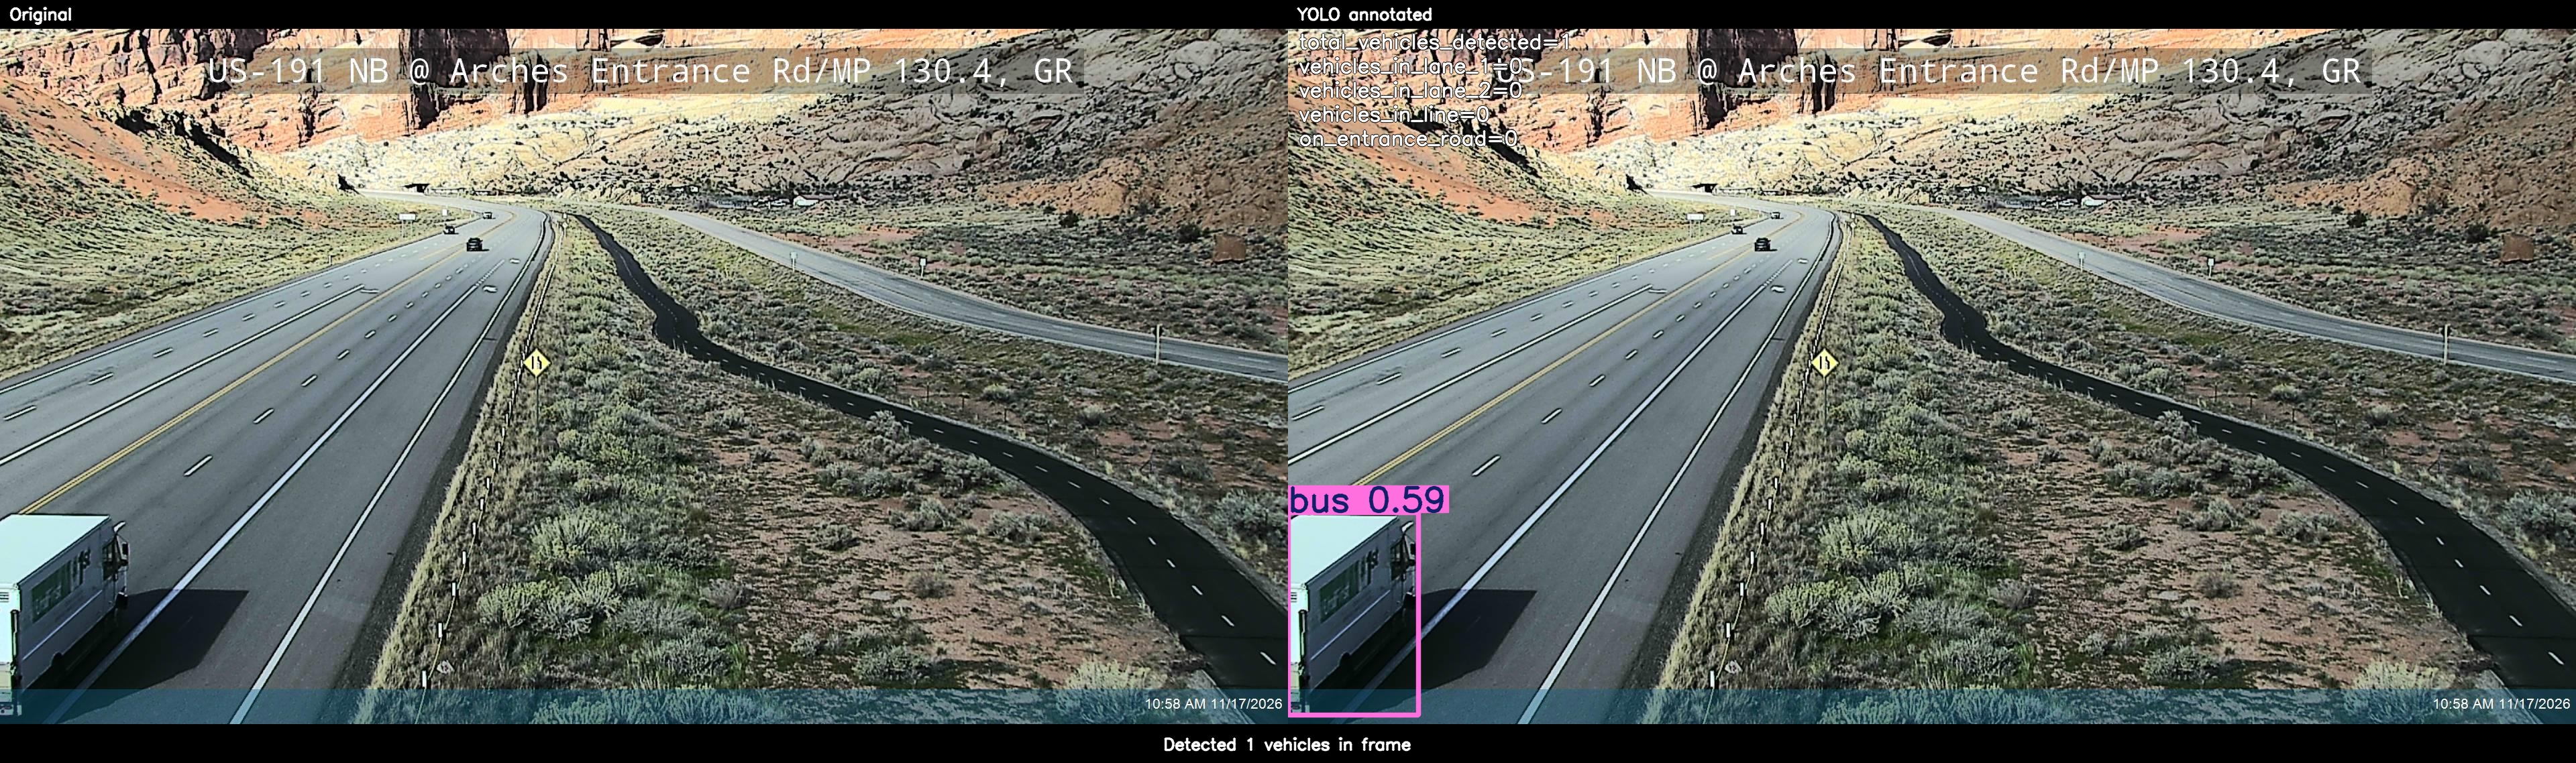 Original
US-191 NB @ Arches Entrance Rd/MP 130.4, GR
10:58 AM 11/17/2026
YOLO annotated
total_vehicles_detected=1
vehicles_in_lane_1=0
vehicles_in_lane_2=0
vehicles_in_line=0
on_entrance_road=0
US-191 NB @ Arches Entrance Rd/MP 130.4, GR
bus 0.59
10:58 AM 11/17/2026
Detected 1 vehicles in frame